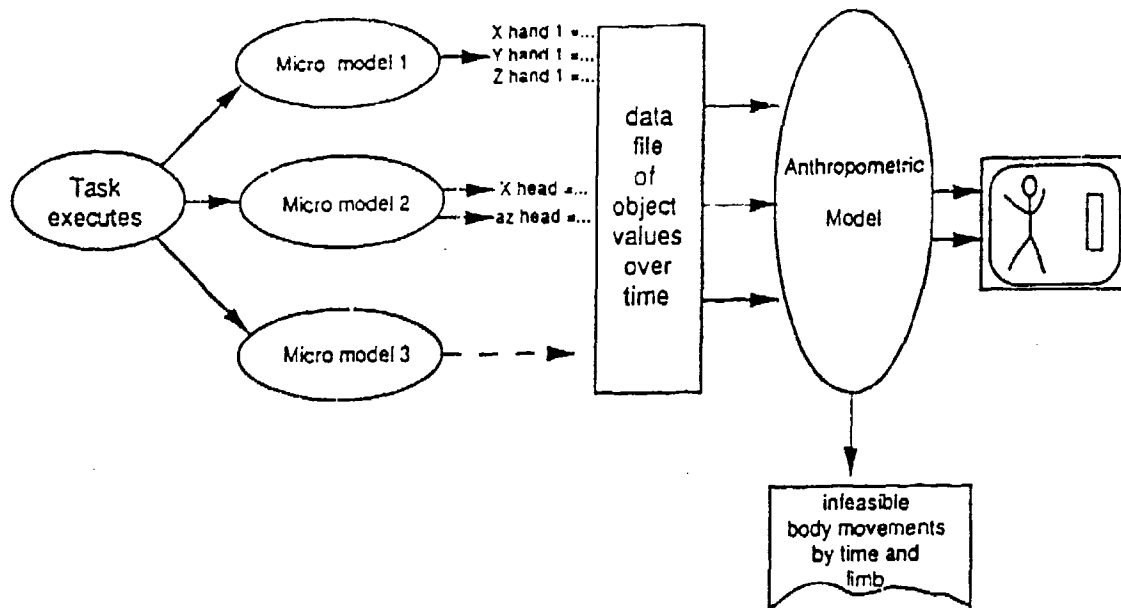 Task
executes
Micro model 1
X hand 1 =...
Y hand 1 =...
Z hand 1 =...
Micro model 2
X head =...
az head =...
Micro model 3
data
file
of
object
values
over
time
Anthropometric
Model
infeasible
body movements
by time and
limb